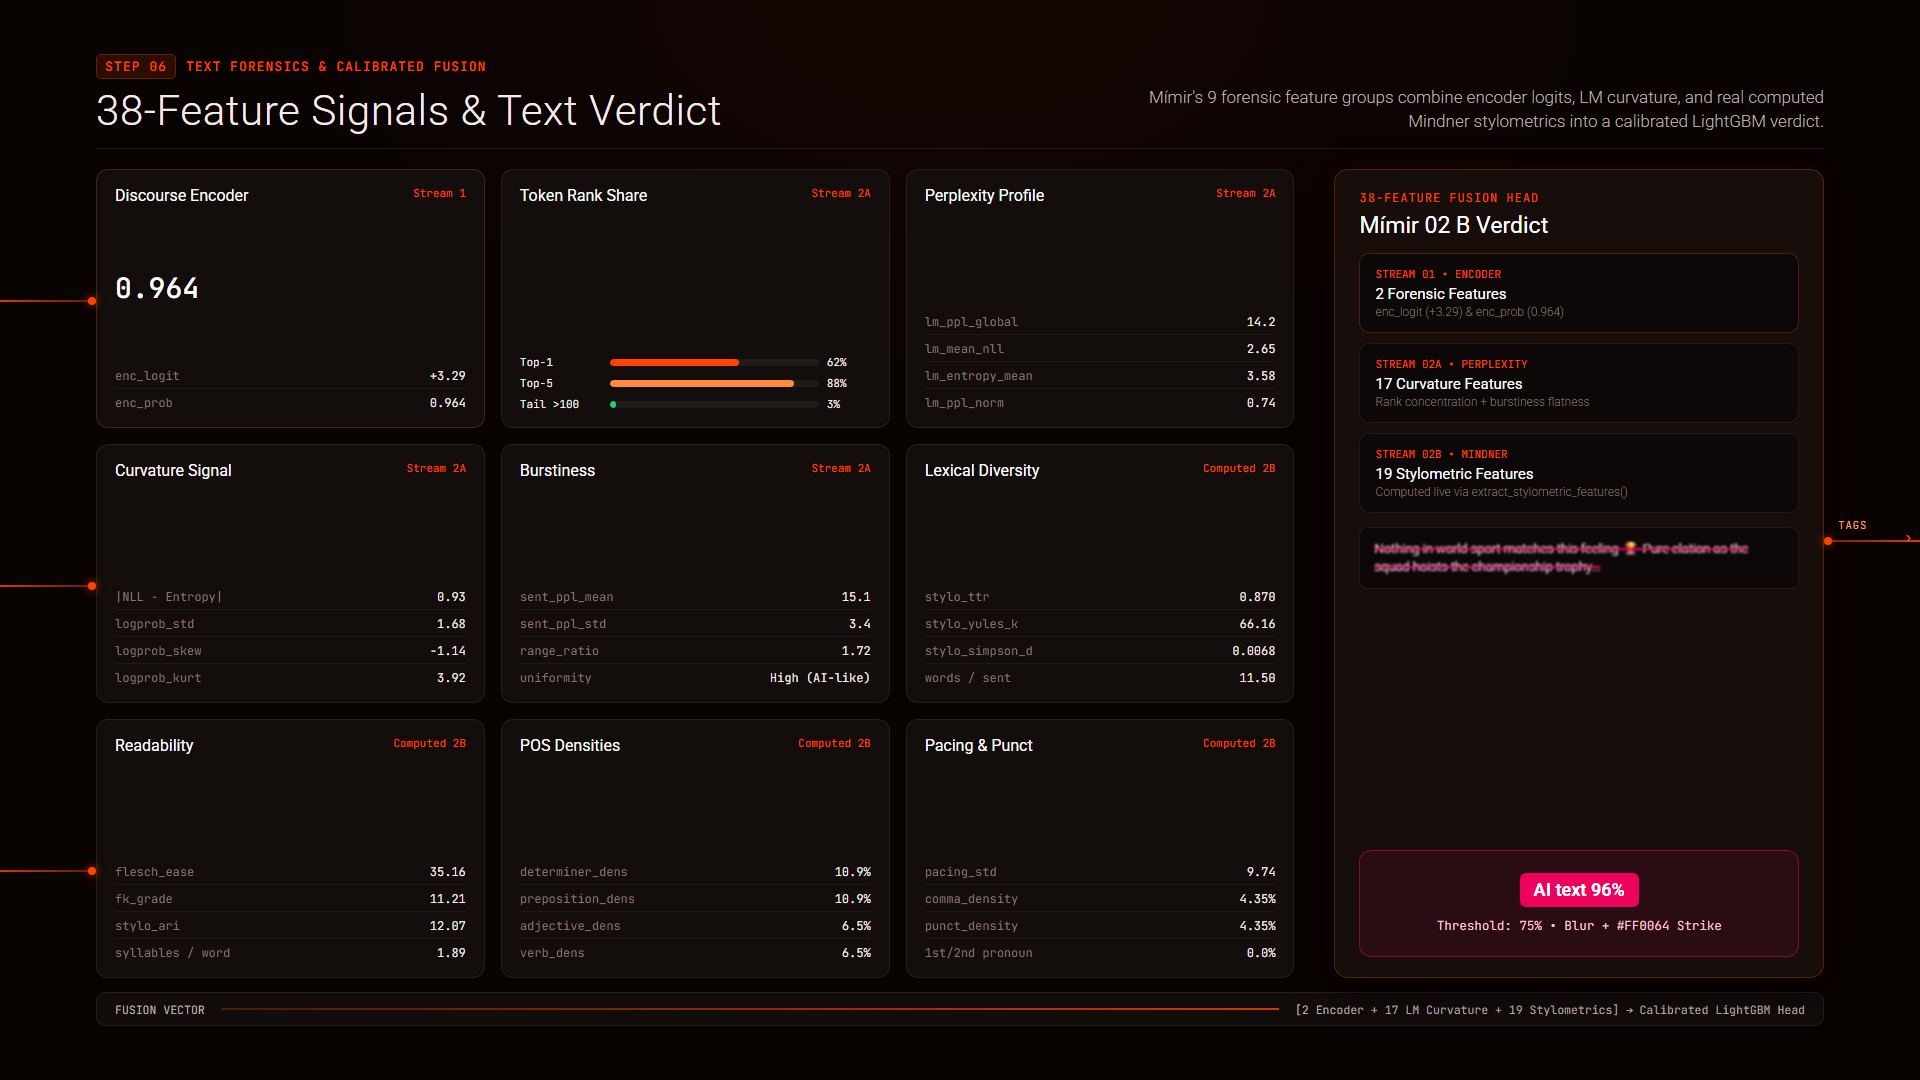 STEP 06 TEXT FORENSICS & CALIBRATED FUSION
38-Feature Signals & Text Verdict
Mímir's 9 forensic feature groups combine encoder logits, LM curvature, and real computed
Mindner stylometrics into a calibrated LightGBM verdict.
Discourse Encoder Stream 1
0.964
enc_logit +3.29
enc_prob 0.964
Token Rank Share Stream 2A
Top-1 62%
Top-5 88%
Tail >100 3%
Perplexity Profile Stream 2A
lm_ppl_global 14.2
lm_mean_nll 2.65
lm_entropy_mean 3.58
lm_ppl_norm 0.74
Curvature Signal Stream 2A
|NLL - Entropy| 0.93
logprob_std 1.68
logprob_skew -1.14
logprob_kurt 3.92
Burstiness Stream 2A
sent_ppl_mean 15.1
sent_ppl_std 3.4
range_ratio 1.72
uniformity High (AI-like)
Lexical Diversity Computed 2B
stylo_ttr 0.870
stylo_yules_k 66.16
stylo_simpson_d 0.0068
words / sent 11.50
Readability Computed 2B
flesch_ease 35.16
fk_grade 11.21
stylo_ari 12.07
syllables / word 1.89
POS Densities Computed 2B
determiner_dens 10.9%
preposition_dens 10.9%
adjective_dens 6.5%
verb_dens 6.5%
Pacing & Punct Computed 2B
pacing_std 9.74
comma_density 4.35%
punct_density 4.35%
1st/2nd pronoun 0.0%
38-FEATURE FUSION HEAD
Mímir 02 B Verdict
STREAM 01 • ENCODER
2 Forensic Features
enc_logit (+3.29) & enc_prob (0.964)
STREAM 02A • PERPLEXITY
17 Curvature Features
Rank concentration + burstiness flatness
STREAM 02B • MINDNER
19 Stylometric Features
Computed live via extract_stylometric_features()
Nothing in world sport matches this feeling 🏆 Pure elation as the
squad hoists the championship trophy...
AI text 96%
Threshold: 75% • Blur + #FF0064 Strike
TAGS
FUSION VECTOR [2 Encoder + 17 LM Curvature + 19 Stylometrics] → Calibrated LightGBM Head